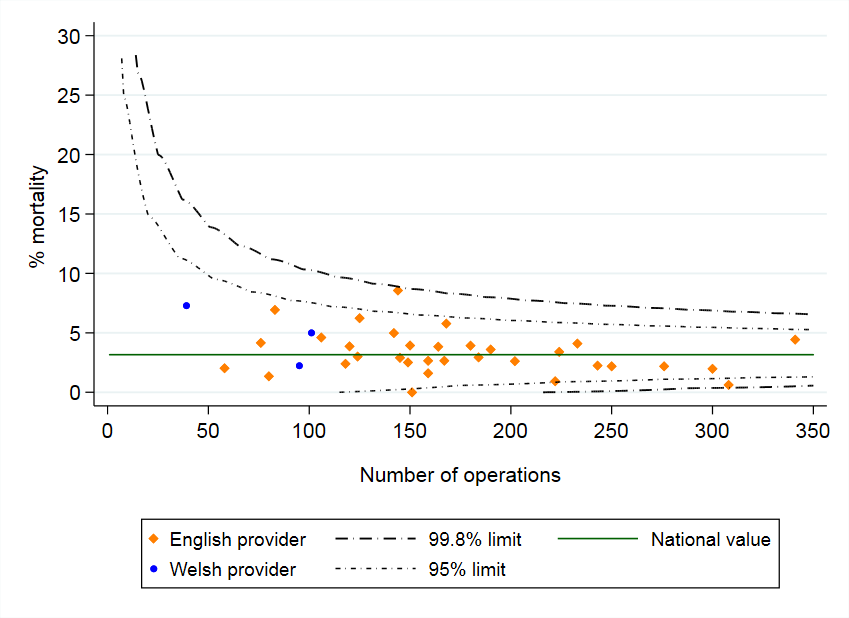 % mortality
30
25
20
15
10
5
0
0 50 100 150 200 250 300 350
Number of operations
English provider 99.8% limit National value
Welsh provider 95% limit